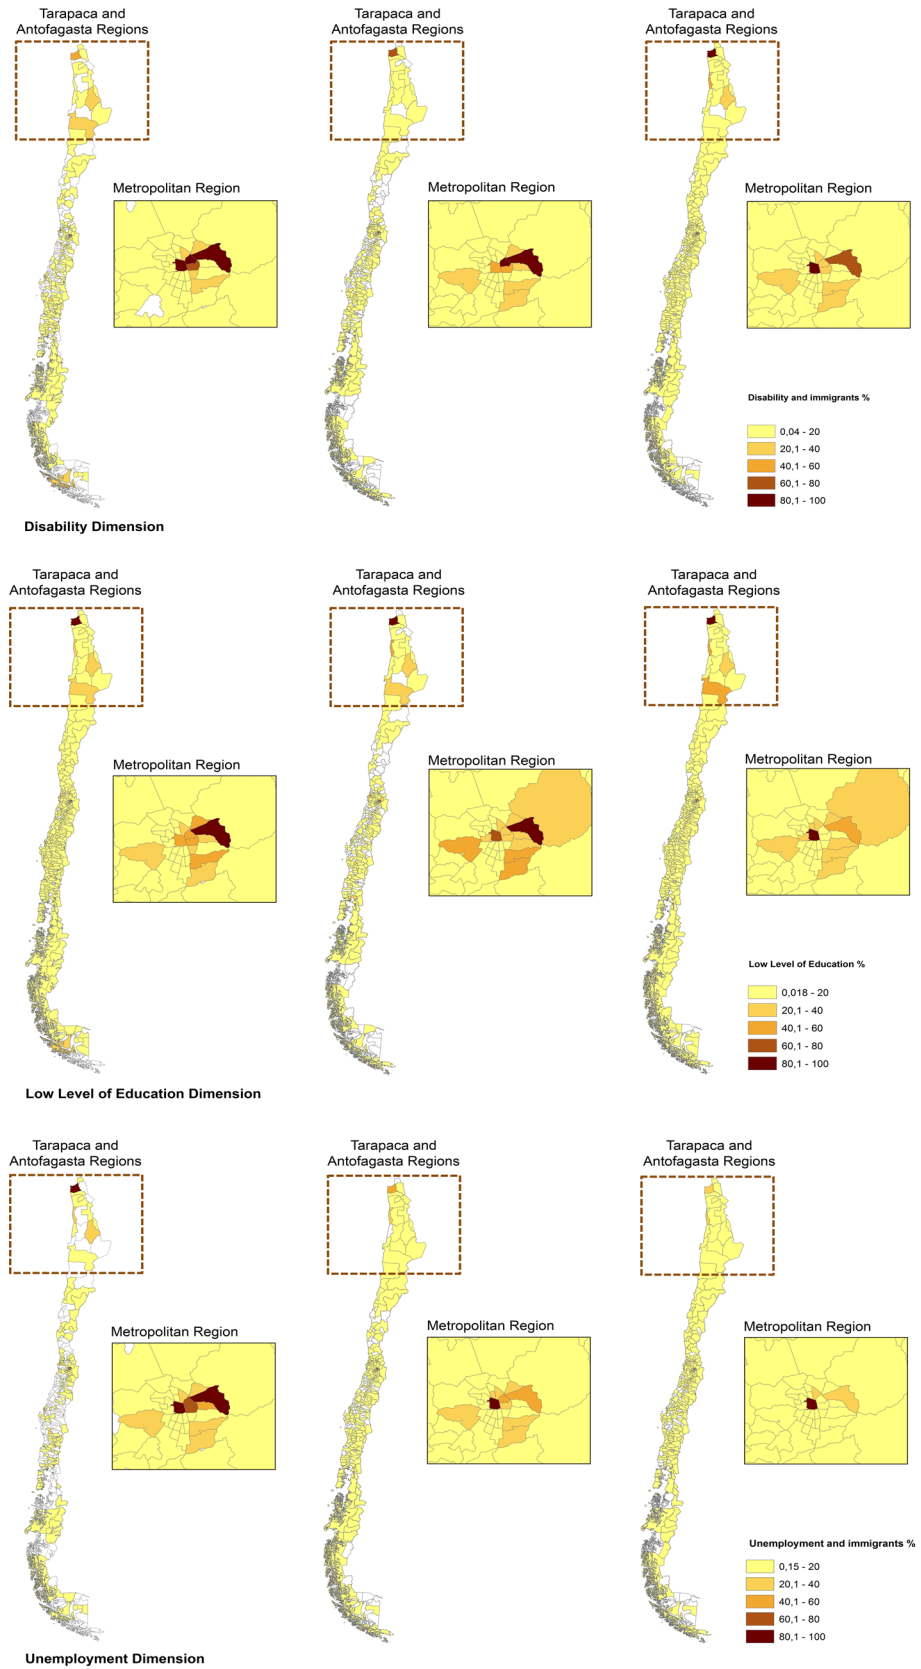 Tarapaca and
Antofagasta Regions
Tarapaca and
Antofagasta Regions
Tarapaca and
Antofagasta Regions
Metropolitan Region
Metropolitan Region
Metropolitan Region
Disability and immigrants %
0,04 - 20
20,1 - 40
40,1 - 60
60,1 - 80
80,1 - 100
Disability Dimension
Tarapaca and
Antofagasta Regions
Tarapaca and
Antofagasta Regions
Tarapaca and
Antofagasta Regions
Metropolitan Region
Metropolitan Region
Metropolitan Region
Low Level of Education %
0,018 - 20
20,1 - 40
40,1 - 60
60,1 - 80
80,1 - 100
Low Level of Education Dimension
Tarapaca and
Antofagasta Regions
Tarapaca and
Antofagasta Regions
Tarapaca and
Antofagasta Regions
Metropolitan Region
Metropolitan Region
Metropolitan Region
Unemployment and immigrants %
0,15 - 20
20,1 - 40
40,1 - 60
60,1 - 80
80,1 - 100
Unemployment Dimension